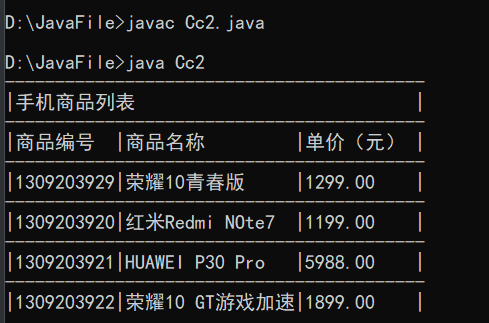 D:\JavaFile>javac Cc2.java
D:\JavaFile>java Cc2
------------------------------------------
|手机商品列表                            |
------------------------------------------
|商品编号  |商品名称         |单价（元） |
------------------------------------------
|1309203929|荣耀10青春版     |1299.00    |
------------------------------------------
|1309203920|红米Redmi NOte7  |1199.00    |
------------------------------------------
|1309203921|HUAWEI P30 Pro   |5988.00    |
------------------------------------------
|1309203922|荣耀10 GT游戏加速|1899.00    |